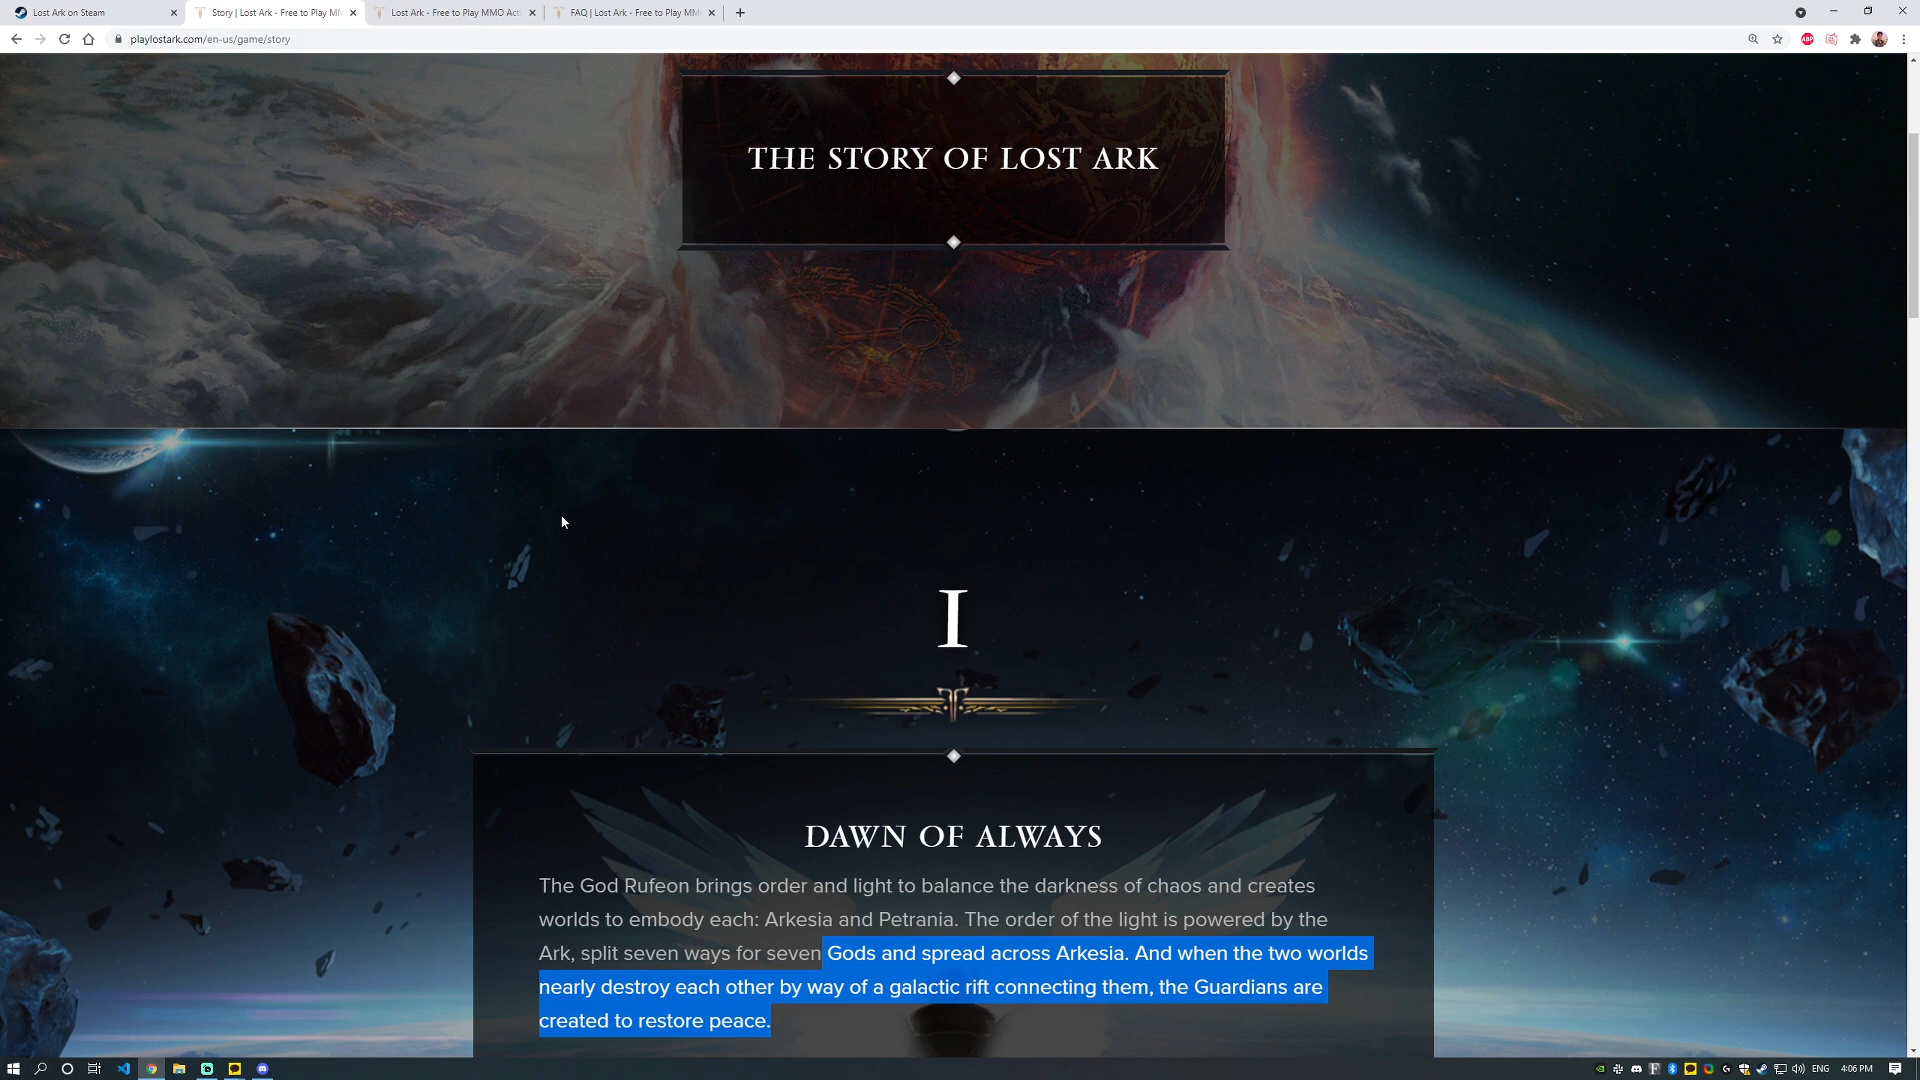 Lost Ark on Steam
Story | Lost Ark - Free to Play M
Lost Ark - Free to Play MMO Acti
FAQ | Lost Ark - Free to Play MM
playlostark.com/en-us/game/story
ABP
THE STORY OF LOST ARK
I
DAWN OF ALWAYS
The God Rufeon brings order and light to balance the darkness of chaos and creates
worlds to embody each: Arkesia and Petrania. The order of the light is powered by the
Ark, split seven ways for seven Gods and spread across Arkesia. And when the two worlds
nearly destroy each other by way of a galactic rift connecting them, the Guardians are
created to restore peace.
ENG
4:06 PM